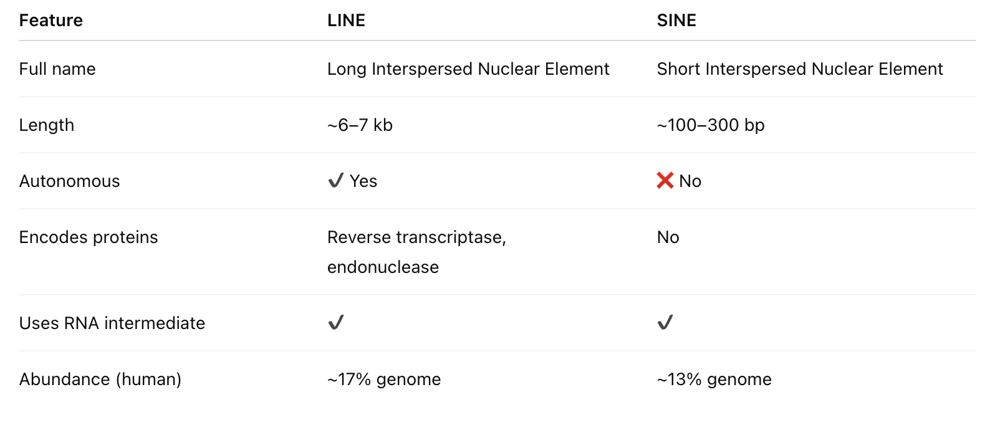 Feature LINE SINE
Full name Long Interspersed Nuclear Element Short Interspersed Nuclear Element
Length ~6–7 kb ~100–300 bp
Autonomous ✔ Yes ❌ No
Encodes proteins Reverse transcriptase, No
endonuclease
Uses RNA intermediate ✔ ✔
Abundance (human) ~17% genome ~13% genome